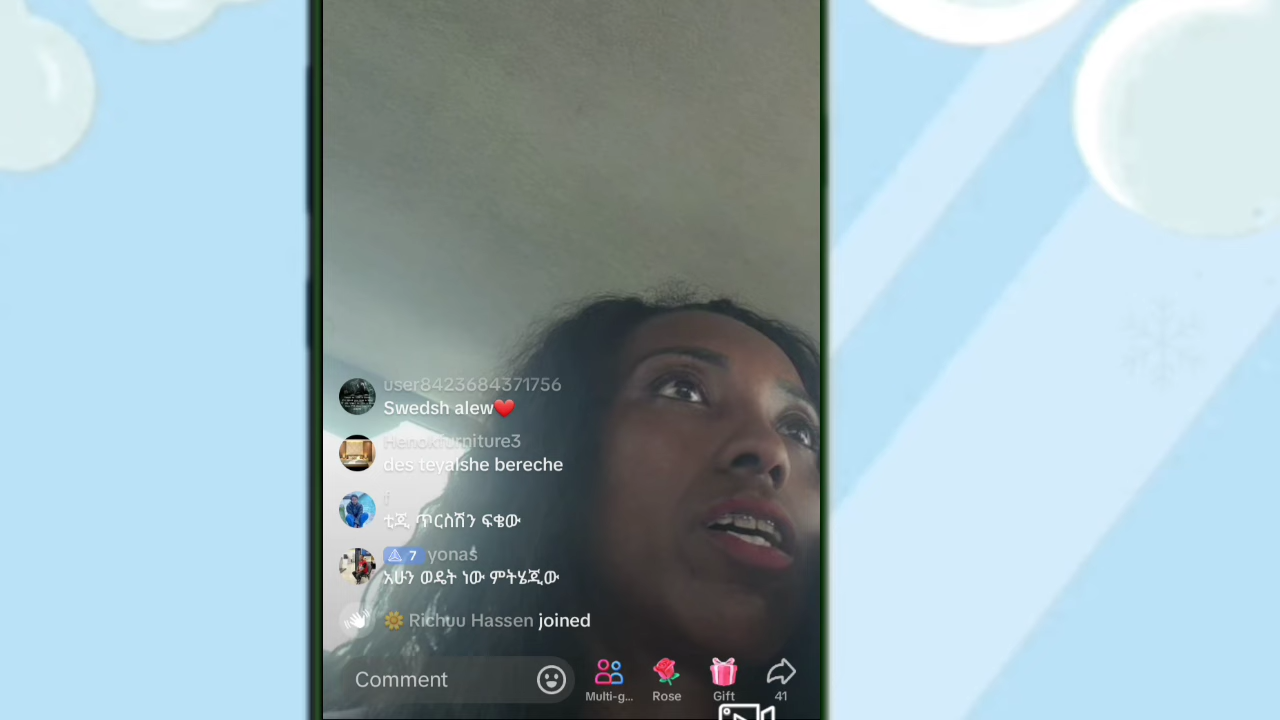 user8423684371756
Swedsh alew❤️
Henokfurniture3
des teyalshe bereche
f
ቲጂ ጥርስሽን ፍቄው
7 yonas
አሁን ወዴት ነው ምትሄጂው
Richuu Hassen joined
Comment
Multi-g...
Rose
Gift
41